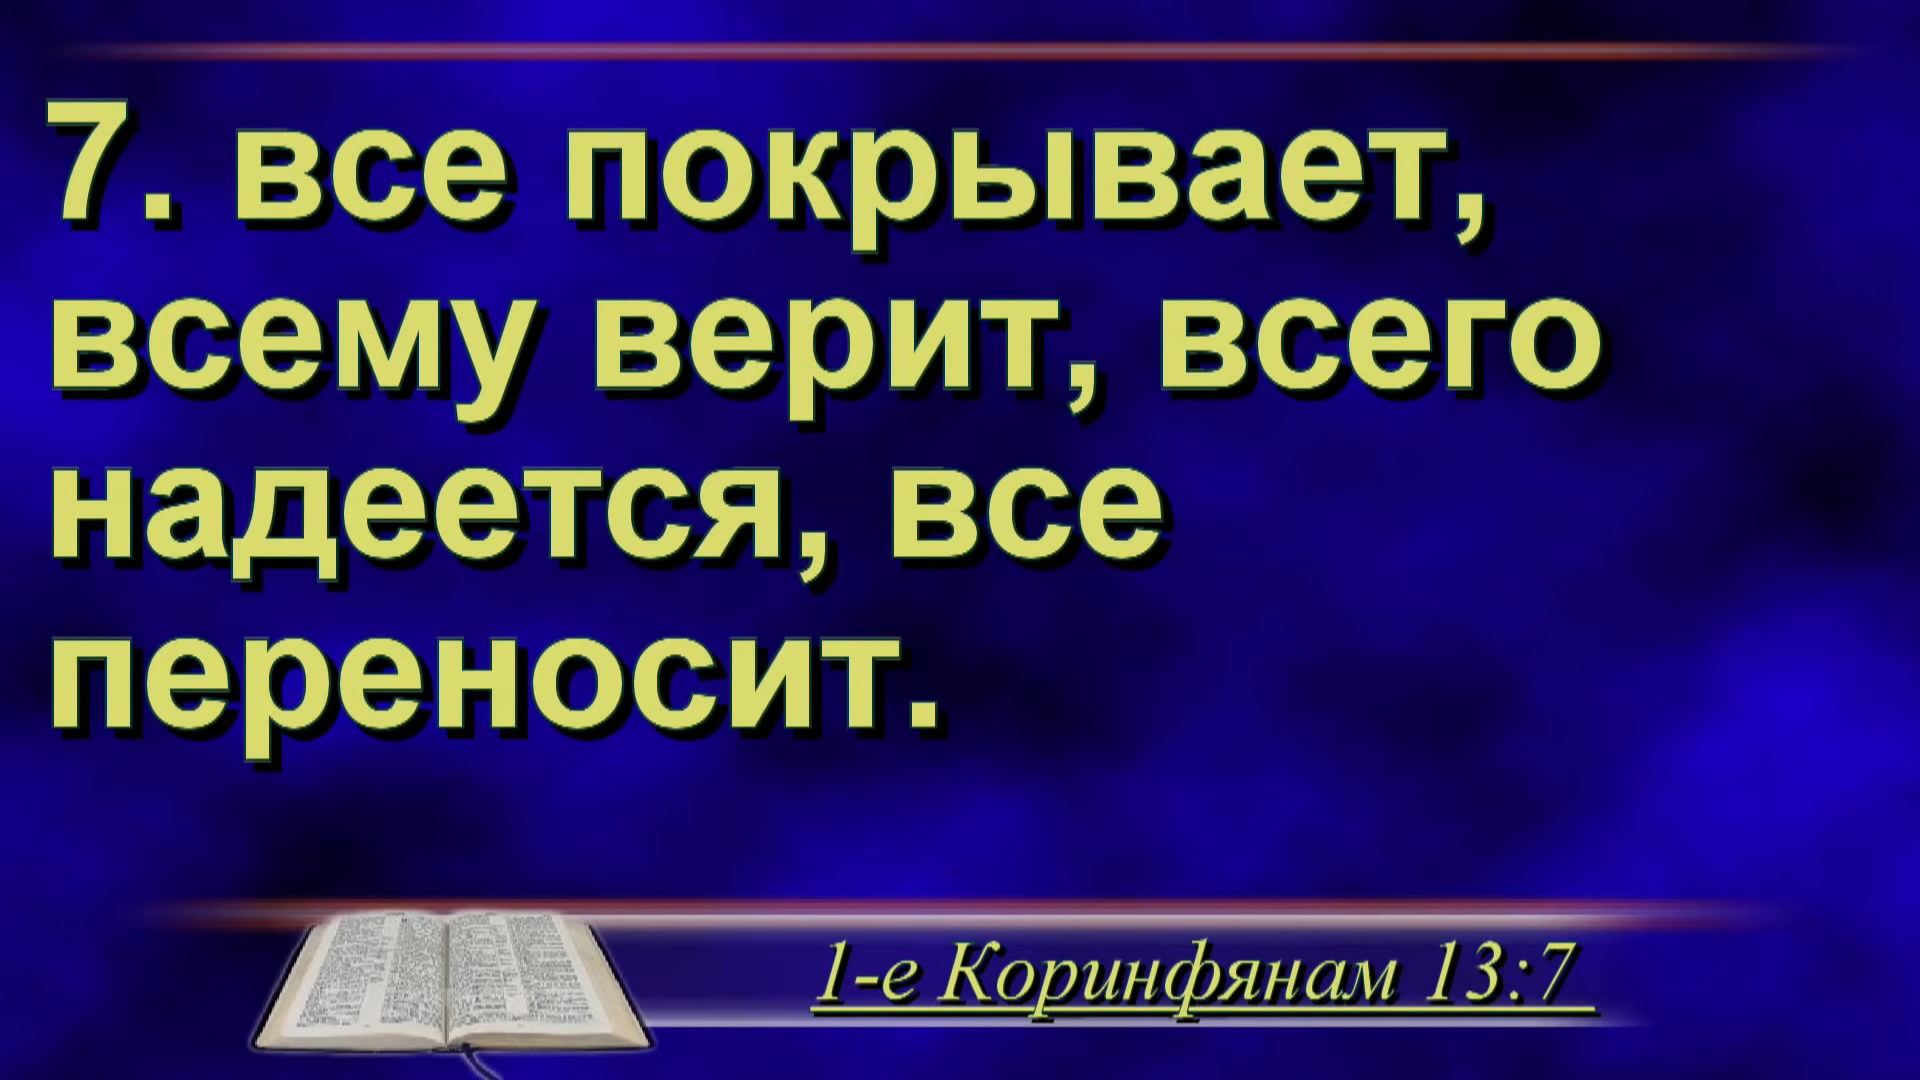 7. все покрывает,
всему верит, всего
надеется, все
переносит.
1-е Коринфянам 13:7